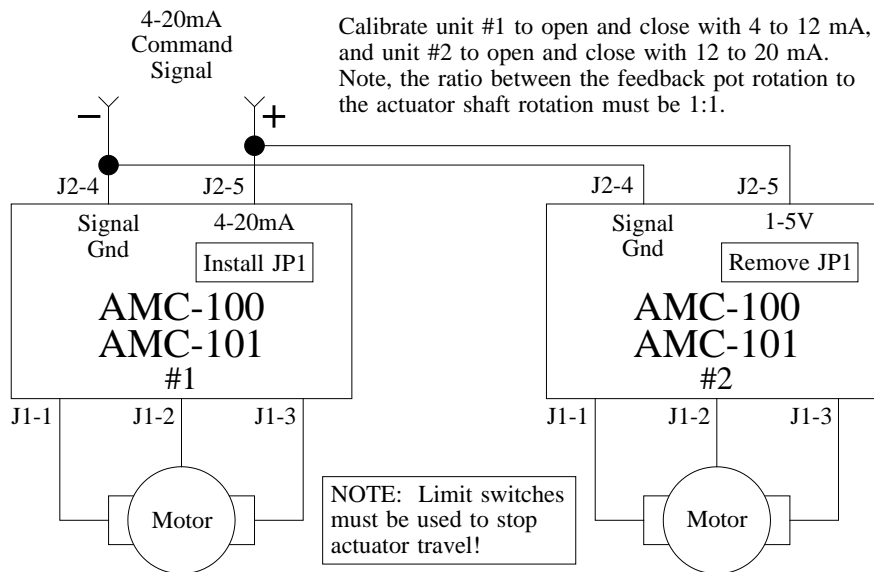 4-20mA
Command
Signal
Calibrate unit #1 to open and close with 4 to 12 mA,
and unit #2 to open and close with 12 to 20 mA.
Note, the ratio between the feedback pot rotation to
the actuator shaft rotation must be 1:1.
− +
J2-4 J2-5
J2-4 J2-5
Signal
Gnd
4-20mA
Install JP1
AMC-100
AMC-101
#1
Signal
Gnd
1-5V
Remove JP1
AMC-100
AMC-101
#2
J1-1 J1-2 J1-3
J1-1 J1-2 J1-3
Motor
NOTE: Limit switches
must be used to stop
actuator travel!
Motor